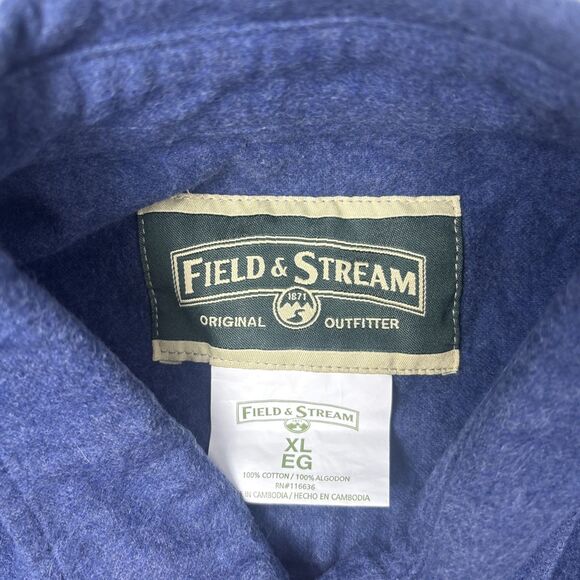 FIELD & STREAM
1871
ORIGINAL OUTFITTER
FIELD & STREAM
XL
EG
100% COTTON / 100% ALGODON
RN#116636
IN CAMBODIA / HECHO EN CAMBODIA